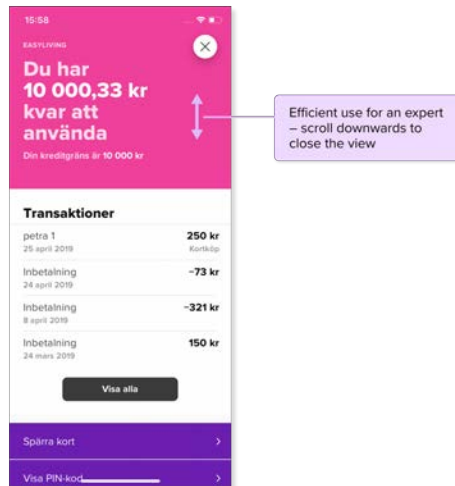 15:58
EASYLIVING
Du har
10 000,33 kr
kvar att
använda
Din kreditgräns är 10 000 kr
Efficient use for an expert
– scroll downwards to
close the view
Transaktioner
petra 1 250 kr
25 april 2019 Kortköp
Inbetalning −73 kr
24 april 2019
Inbetalning −321 kr
8 april 2019
Inbetalning 150 kr
24 mars 2019
Visa alla
Spärra kort
Visa PIN-kod